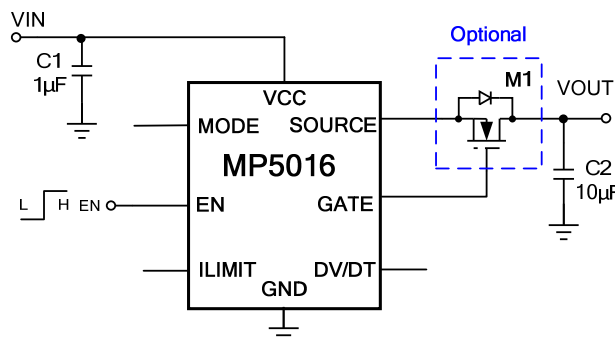 VIN
Optional
C1
1µF
M1
VOUT
VCC
MODE
SOURCE
MP5016
C2
10µF
L H EN
EN
GATE
ILIMIT
DV/DT
GND